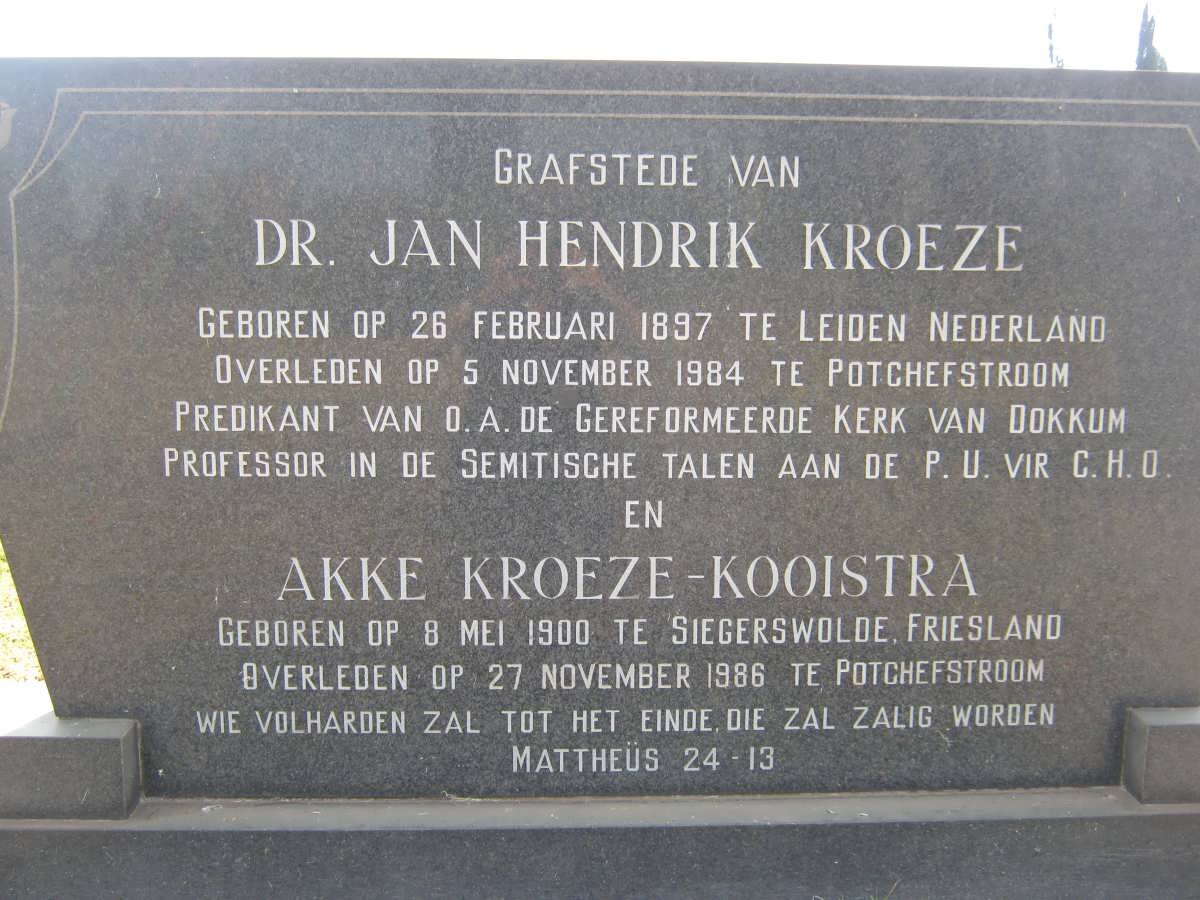 GRAFSTEDE VAN
DR. JAN HENDRIK KROEZE
GEBOREN OP 26 FEBRUARI 1897 TE LEIDEN NEDERLAND
OVERLEDEN OP 5 NOVEMBER 1984 TE POTCHEFSTROOM
PREDIKANT VAN O.A. DE GEREFORMEERDE KERK VAN DOKKUM
PROFESSOR IN DE SEMITISCHE TALEN AAN DE P.U. VIR C.H.O.
EN
AKKE KROEZE-KOOISTRA
GEBOREN OP 8 MEI 1900 TE SIEGERSWOLDE, FRIESLAND
OVERLEDEN OP 27 NOVEMBER 1986 TE POTCHEFSTROOM
WIE VOLHARDEN ZAL TOT HET EINDE, DIE ZAL ZALIG WORDEN
MATTHEÜS 24-13